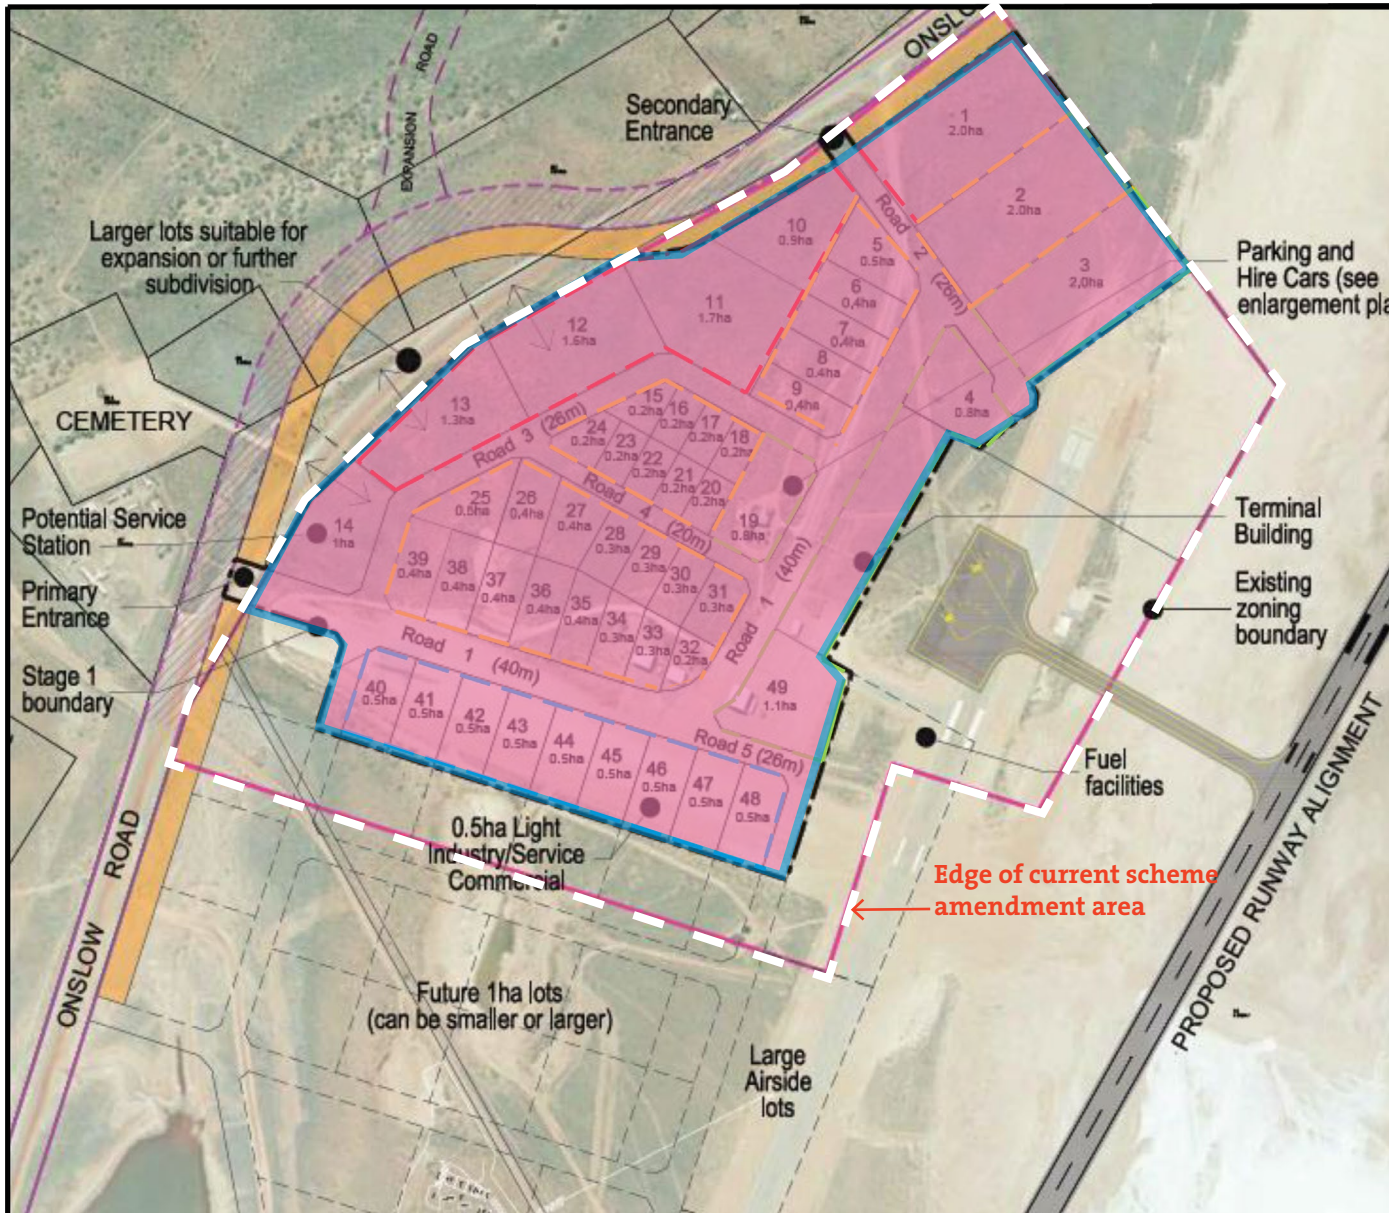 ONSLO
ROAD
EXPANSION
Secondary
Entrance
1
2.0ha
2
2.0ha
3
2,0ha
Larger lots suitable for
expansion or further
subdivision
10
0.9ha
5
0.5ha
Road 2 (26m)
6
0,4ha
7
0,4ha
8
0.4ha
9
0,4ha
Parking and
Hire Cars (see
enlargement pla
11
1.7ha
12
1.6ha
13
1.3ha
4
0.8ha
CEMETERY
Road 3 (26m)
15
0.2ha
16
0.2ha
17
0.2ha
18
0.2ha
24
0.2ha
23
0.2ha
22
0.2ha
21
0.2ha
20
0.2ha
Road 4 (20m)
19
0.8ha
Potential Service
Station
14
1ha
25
0.5ha
26
0,4ha
27
0.4ha
28
0.3ha
29
0.3ha
30
0.3ha
31
0.3ha
Terminal
Building
Primary
Entrance
39
0.4ha
38
0.4ha
37
0.4ha
36
0.4ha
35
0.4ha
34
0.3ha
33
0.3ha
32
0.2ha
Road 1 (40m)
Existing
zoning
boundary
Stage 1
boundary
Road 1 (40m)
40
0.5ha
41
0.5ha
42
0.5ha
43
0.5ha
44
0.5ha
45
0.5ha
46
0.5ha
47
0.5ha
48
0.5ha
49
1.1ha
Road 5 (26m)
Fuel
facilities
0.5ha Light
Industry/Service
Commercial
Edge of current scheme
amendment area
ONSLOW ROAD
PROPOSED RUNWAY ALIGNMENT
Future 1ha lots
(can be smaller or larger)
Large
Airside
lots